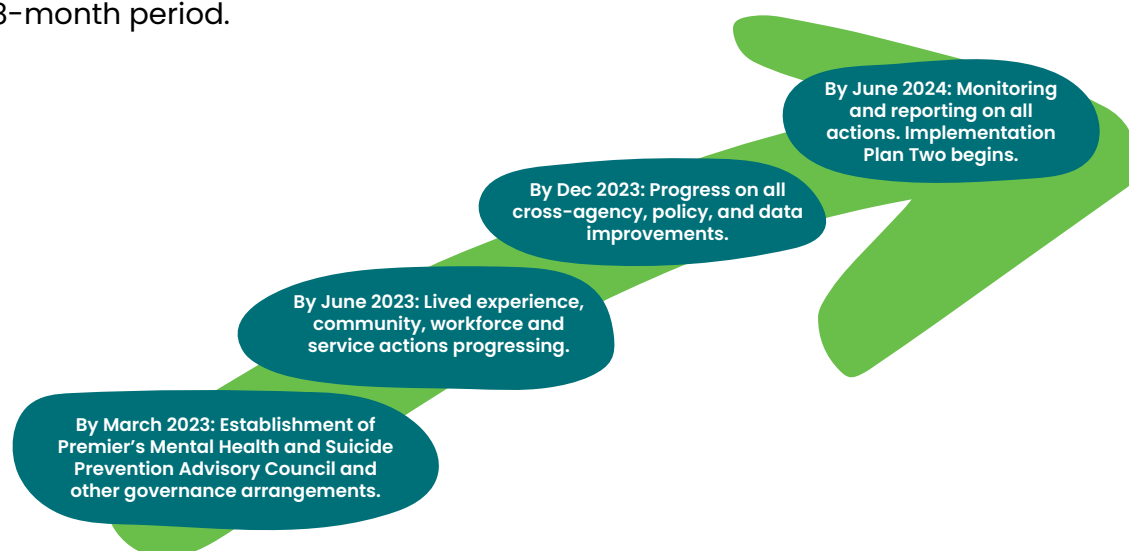 3-month period.
By June 2024: Monitoring
and reporting on all
actions. Implementation
Plan Two begins.
By Dec 2023: Progress on all
cross-agency, policy, and data
improvements.
By June 2023: Lived experience,
community, workforce and
service actions progressing.
By March 2023: Establishment of
Premier’s Mental Health and Suicide
Prevention Advisory Council and
other governance arrangements.